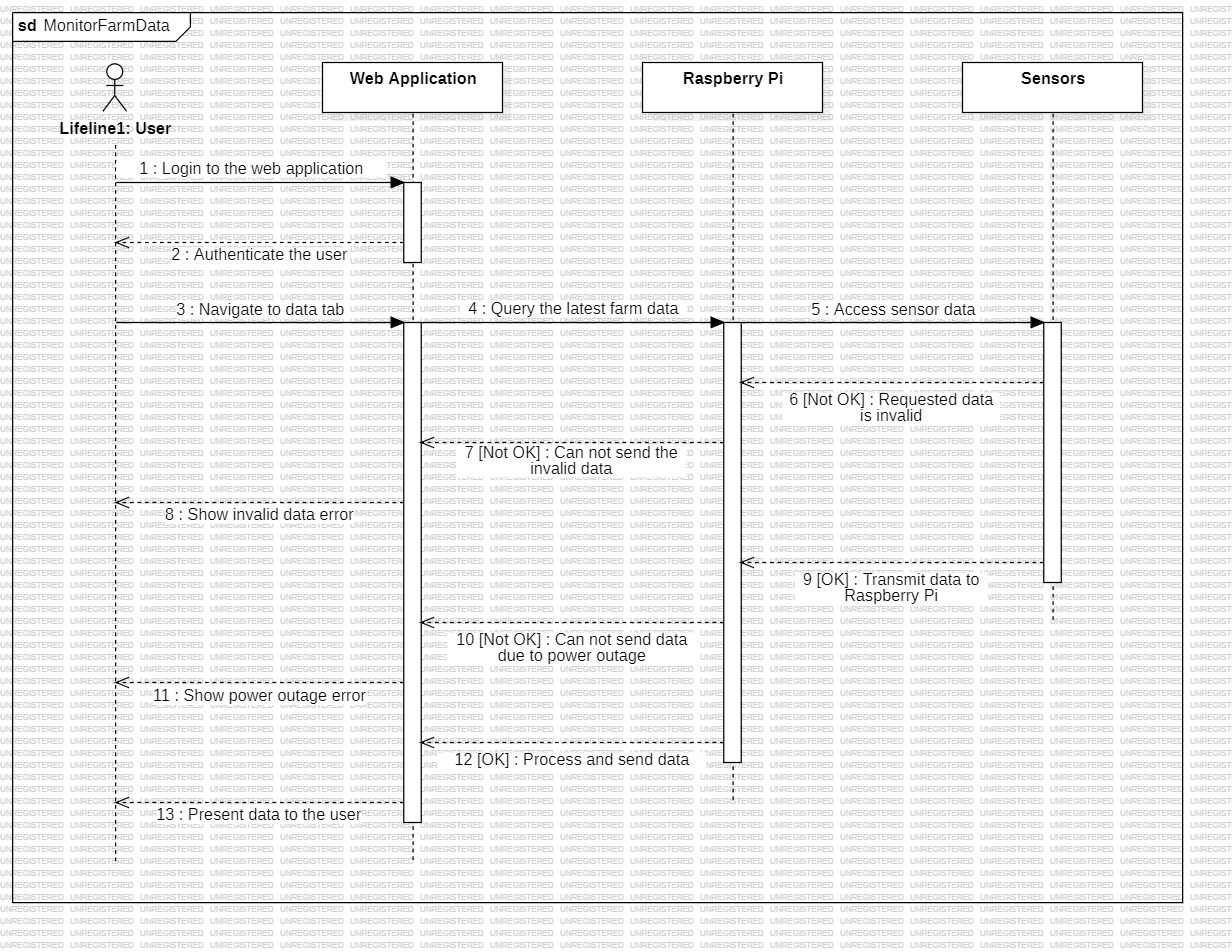 sd MonitorFarmData
Web Application
Raspberry Pi
Sensors
Lifeline1: User
1 : Login to the web application
2 : Authenticate the user
3 : Navigate to data tab
4 : Query the latest farm data
5 : Access sensor data
6 [Not OK] : Requested data
is invalid
7 [Not OK] : Can not send the
invalid data
8 : Show invalid data error
9 [OK] : Transmit data to
Raspberry Pi
10 [Not OK] : Can not send data
due to power outage
11 : Show power outage error
12 [OK] : Process and send data
13 : Present data to the user
UNREGISTERED